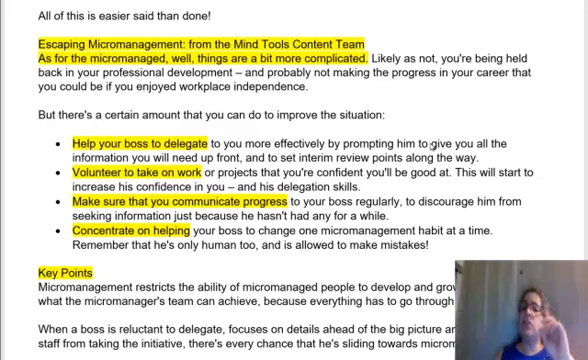 All of this is easier said than done!
Escaping Micromanagement: from the Mind Tools Content Team
As for the micromanaged, well, things are a bit more complicated. Likely as not, you're being held
back in your professional development – and probably not making the progress in your career that
you could be if you enjoyed workplace independence.
But there's a certain amount that you can do to improve the situation:
• Help your boss to delegate to you more effectively by prompting him to give you all the
information you will need up front, and to set interim review points along the way.
• Volunteer to take on work or projects that you're confident you'll be good at. This will start to
increase his confidence in you – and his delegation skills.
• Make sure that you communicate progress to your boss regularly, to discourage him from
seeking information just because he hasn't had any for a while.
• Concentrate on helping your boss to change one micromanagement habit at a time.
Remember that he's only human too, and is allowed to make mistakes!
Key Points
Micromanagement restricts the ability of micromanaged people to develop and
what the micromanager's team can achieve, because everything has to go through
When a boss is reluctant to delegate, focuses on details ahead of the big picture
staff from taking the initiative, there's every chance that he's sliding towards